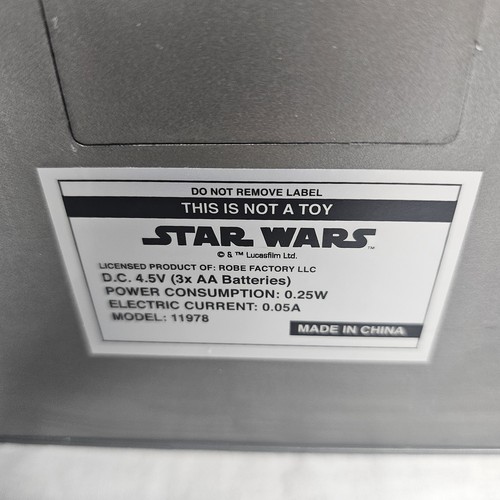 DO NOT REMOVE LABEL
THIS IS NOT A TOY
STAR WARS™
© & ™ Lucasfilm Ltd.
LICENSED PRODUCT OF: ROBE FACTORY LLC
D.C. 4.5V (3x AA Batteries)
POWER CONSUMPTION: 0.25W
ELECTRIC CURRENT: 0.05A
MODEL: 11978
MADE IN CHINA